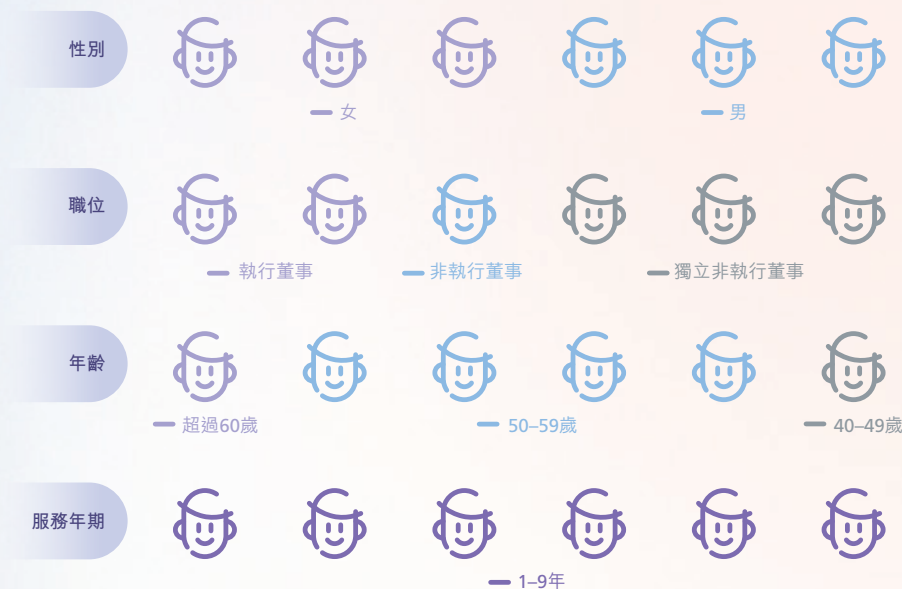 性別
女
男
職位
執行董事
非執行董事
獨立非執行董事
年齡
超過60歲
50–59歲
40–49歲
服務年期
1–9年